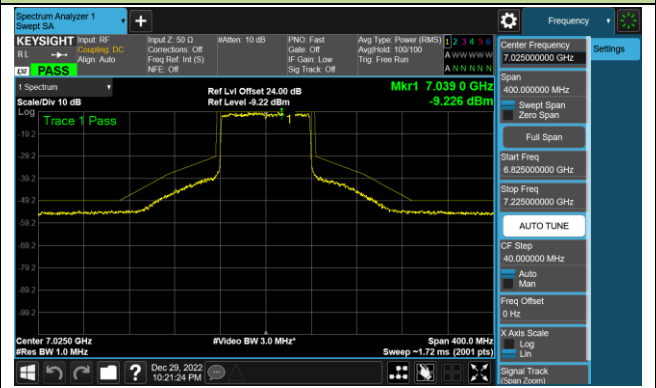 Spectrum Analyzer 1
Swept SA
Frequency
KEYSIGHT
Input: RF
Coupling: DC
Align: Auto
Input Z: 50 Ω
Corrections: Off
Freq Ref: Int (S)
NFE: Off
#Atten: 10 dB
PNO: Fast
Gate: Off
IF Gain: Low
Sig Track: Off
Avg Type: Power (RMS)
Avg|Hold: 100/100
Trig: Free Run
1 2 3 4 5 6
A W W W W W
A N N N N N
RL
LXI
PASS
1 Spectrum
Scale/Div 10 dB
Ref Lvl Offset 24.00 dB
Ref Level -9.22 dBm
Mkr1 7.039 0 GHz
-9.226 dBm
Log
Trace 1 Pass
1
-19.2
-29.2
-39.2
-49.2
-59.2
-69.2
-79.2
-89.2
-99.2
Center 7.0250 GHz
#Res BW 1.0 MHz
#Video BW 3.0 MHz*
Span 400.0 MHz
Sweep ~1.72 ms (2001 pts)
Center Frequency
7.025000000 GHz
Settings
Span
400.000000 MHz
Swept Span
Zero Span
Full Span
Start Freq
6.825000000 GHz
Stop Freq
7.225000000 GHz
AUTO TUNE
CF Step
40.000000 MHz
Auto
Man
Freq Offset
0 Hz
X Axis Scale
Log
Lin
Signal Track
(Span Zoom)
?
Dec 29, 2022
10:21:24 PM